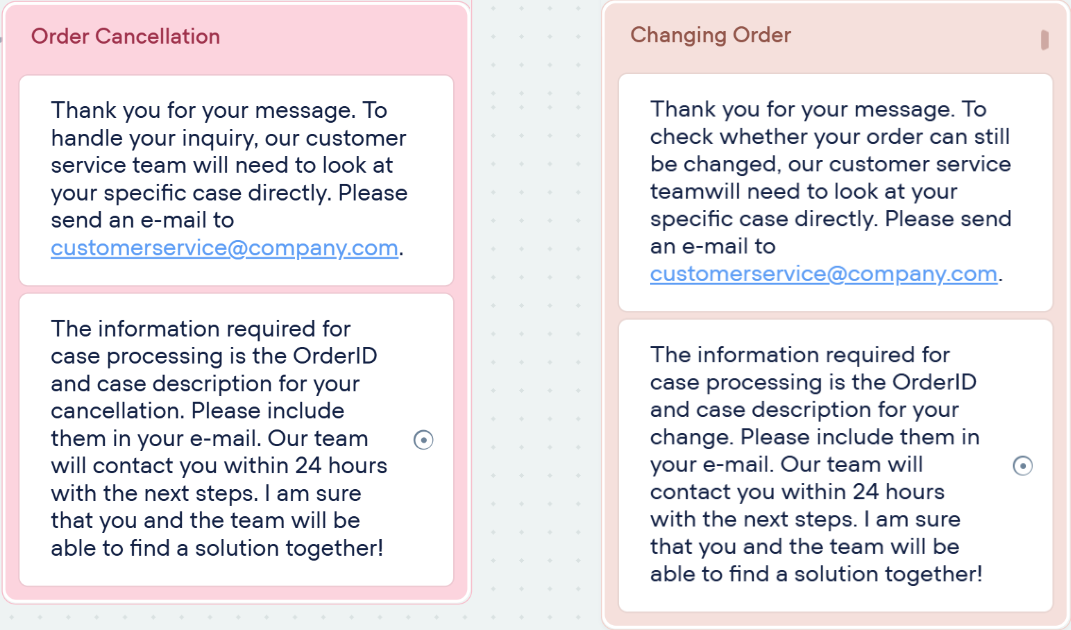 Order Cancellation
Thank you for your message. To
handle your inquiry, our customer
service team will need to look at
your specific case directly. Please
send an e-mail to
customerservice@company.com.
The information required for
case processing is the OrderID
and case description for your
cancellation. Please include
them in your e-mail. Our team
will contact you within 24 hours
with the next steps. I am sure
that you and the team will be
able to find a solution together!
Changing Order
Thank you for your message. To
check whether your order can still
be changed, our customer service
teamwill need to look at your
specific case directly. Please send
an e-mail to
customerservice@company.com.
The information required for
case processing is the OrderID
and case description for your
change. Please include them in
your e-mail. Our team will
contact you within 24 hours
with the next steps. I am sure
that you and the team will be
able to find a solution together!